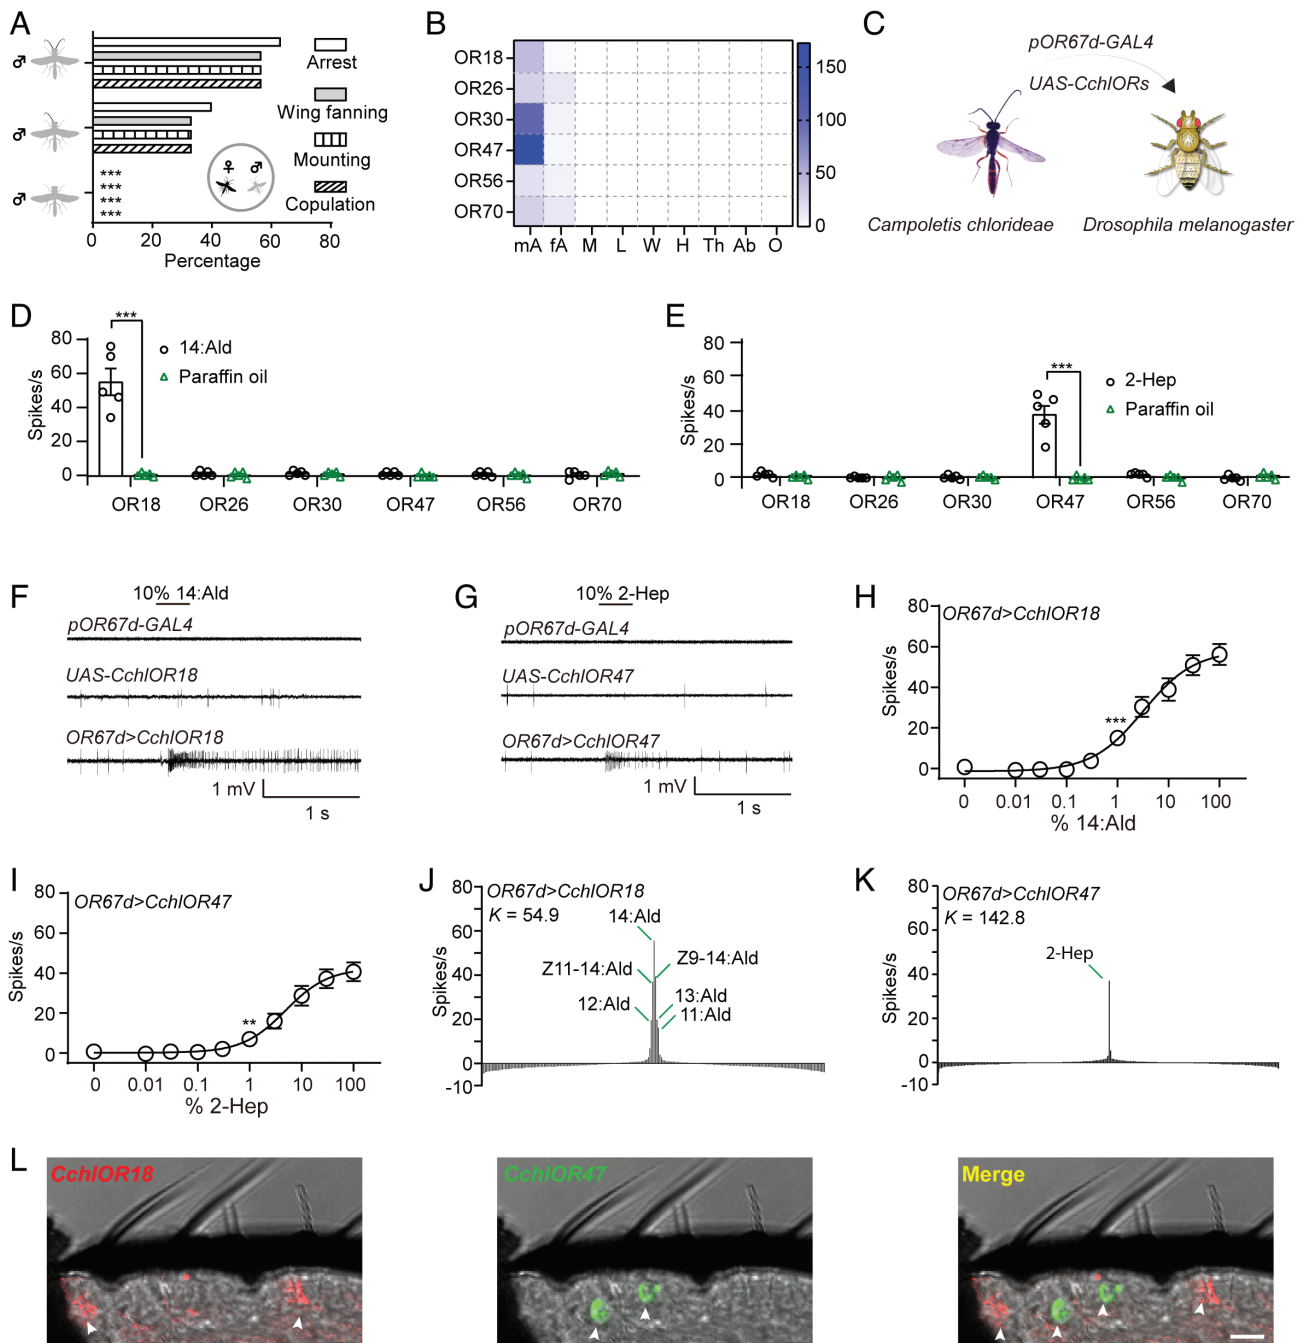 A
♂
♂
♂
***
***
***
***
0 20 40 60 80
Percentage
Arrest
Wing fanning
Mounting
Copulation
♀ ♂
B
OR18
OR26
OR30
OR47
OR56
OR70
mA fA M L W H Th Ab O
150
100
50
0
C
pOR67d-GAL4
UAS-CchlORs
Campoletis chlorideae
Drosophila melanogaster
D
Spikes/s
80
60
40
20
0
***
14:Ald
Paraffin oil
OR18 OR26 OR30 OR47 OR56 OR70
E
Spikes/s
80
60
40
20
0
***
2-Hep
Paraffin oil
OR18 OR26 OR30 OR47 OR56 OR70
F
10% 14:Ald
pOR67d-GAL4
UAS-CchlOR18
OR67d>CchlOR18
1 mV
1 s
G
10% 2-Hep
pOR67d-GAL4
UAS-CchlOR47
OR67d>CchlOR47
1 mV
1 s
H
OR67d>CchlOR18
Spikes/s
80
60
40
20
0
***
0 0.01 0.1 1 10 100
% 14:Ald
I
OR67d>CchlOR47
Spikes/s
80
60
40
20
0
**
0 0.01 0.1 1 10 100
% 2-Hep
J
OR67d>CchlOR18
K = 54.9
Spikes/s
80
60
40
20
0
-10
14:Ald
Z11-14:Ald
Z9-14:Ald
12:Ald
13:Ald
11:Ald
K
OR67d>CchlOR47
K = 142.8
Spikes/s
80
60
40
20
0
-10
2-Hep
L
CchlOR18
CchlOR47
Merge